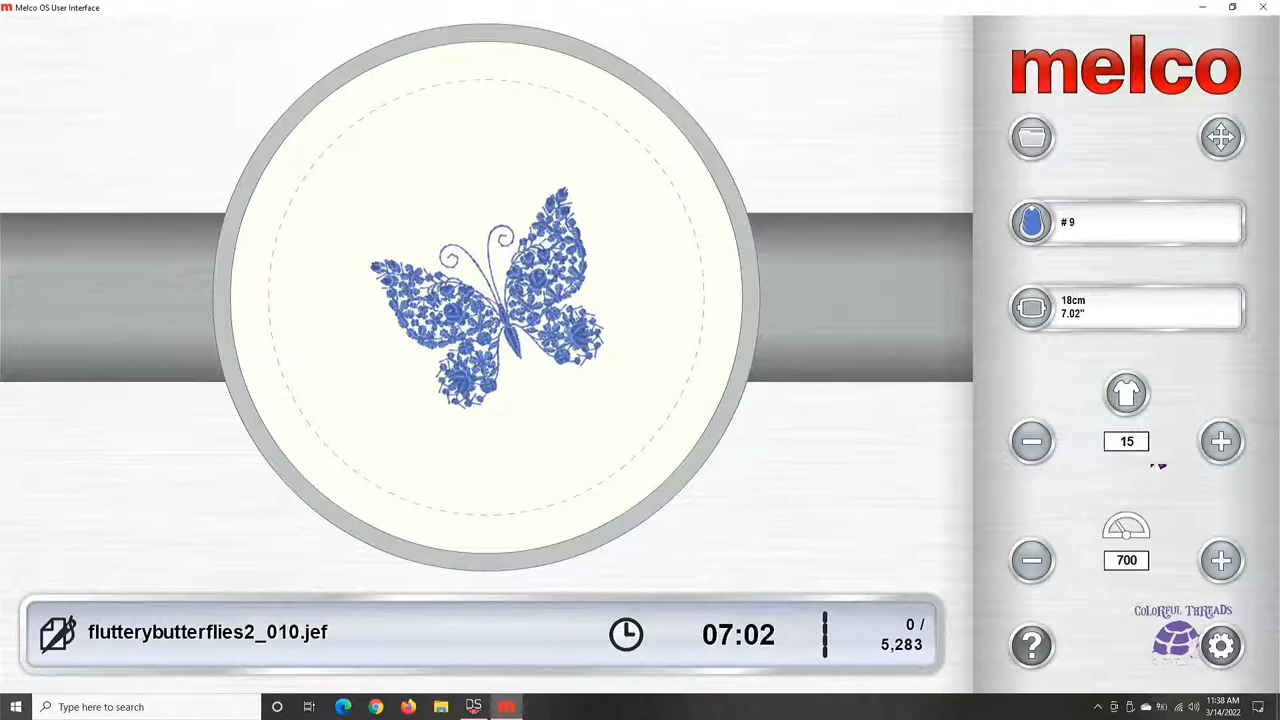 Melco OS User Interface
melco
# 9
18cm
7.02"
15
700
COLORFUL THREADS
flutterybutterflies2_010.jef
07:02
0 /
5,283
?
Type here to search
DS
11:38 AM
3/14/2022